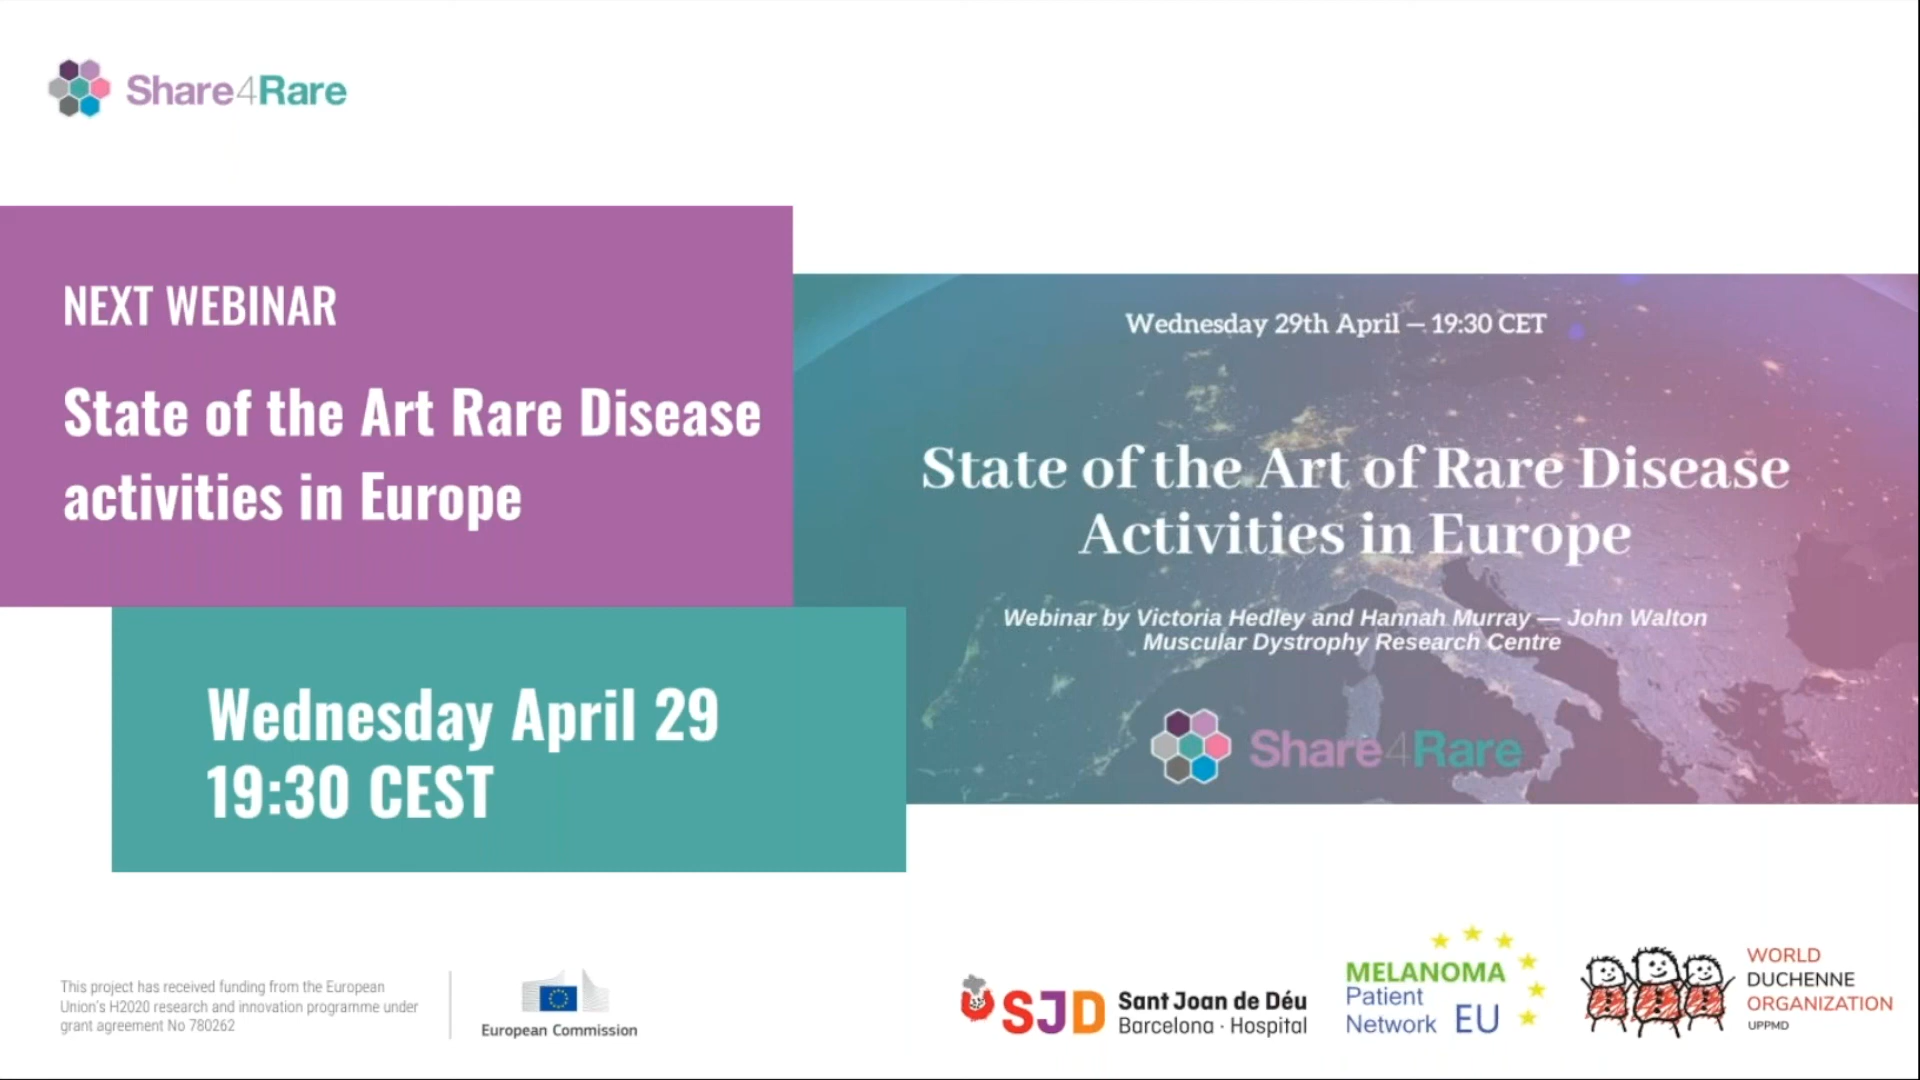 Share4Rare
NEXT WEBINAR
State of the Art Rare Disease
activities in Europe
Wednesday April 29
19:30 CEST
Wednesday 29th April – 19:30 CET
State of the Art of Rare Disease
Activities in Europe
Webinar by Victoria Hedley and Hannah Murray — John Walton
Muscular Dystrophy Research Centre
Share4Rare
This project has received funding from the European
Union's H2020 research and innovation programme under
grant agreement No 780262
European Commission
SJD
Sant Joan de Déu
Barcelona · Hospital
MELANOMA
Patient
Network EU
WORLD
DUCHENNE
ORGANIZATION
UPPMD